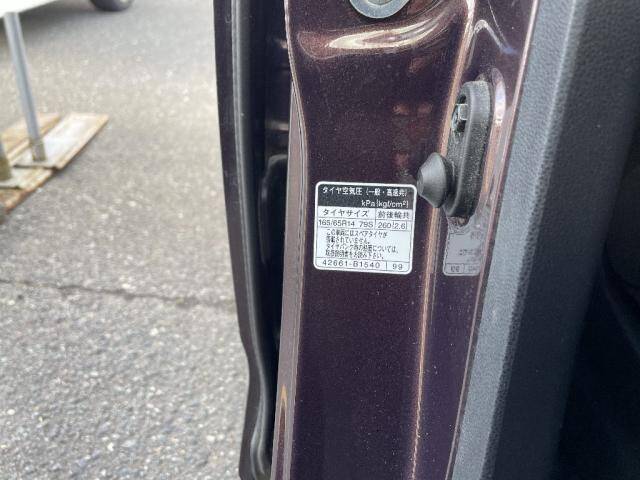 タイヤ空気圧 (一般・高速共)
kPa{kgf/cm²}
タイヤサイズ 前後輪共
165/65R14 79S 260{2.6}
この車両にはスペアタイヤが
搭載されていません。
タイヤパンク時の処置については、
取扱説明書をお読み下さい。
42661-B1540 99